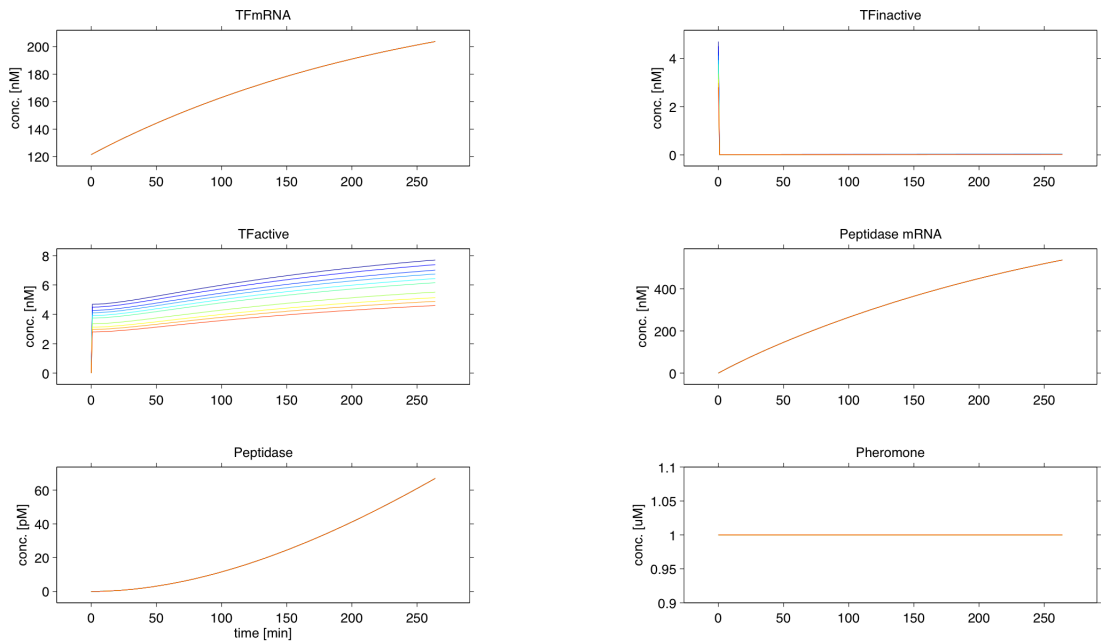 TFmRNA
conc. [nM]
200
180
160
140
120
0 50 100 150 200 250
TFinactive
conc. [nM]
4
2
0
0 50 100 150 200 250
TFactive
conc. [nM]
8
6
4
2
0
0 50 100 150 200 250
Peptidase mRNA
conc. [nM]
400
200
0
0 50 100 150 200 250
Peptidase
conc. [pM]
60
40
20
0
0 50 100 150 200 250
time [min]
Pheromone
conc. [uM]
1.1
1.05
1
0.95
0.9
0 50 100 150 200 250